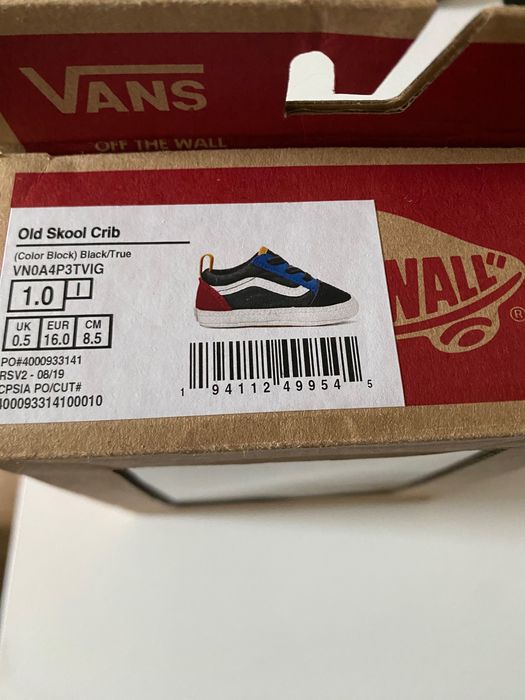 VANS
OFF THE WALL
Old Skool Crib
(Color Block) Black/True
VN0A4P3TVIG
1.0 I
UK EUR CM
0.5 16.0 8.5
PO#4000933141
RSV2 - 08/19
CPSIA PO/CUT#
400093314100010
1 94112 49954 5
WALL"
®